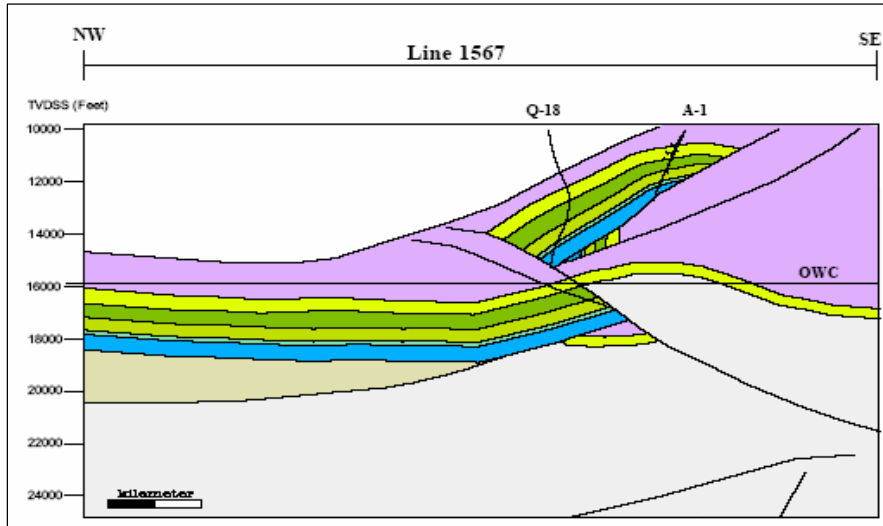 NW
SE
Line 1567
TVDSS (Feet)
Q-18
A-1
10000
12000
14000
16000
OWC
18000
20000
22000
24000
kilometer